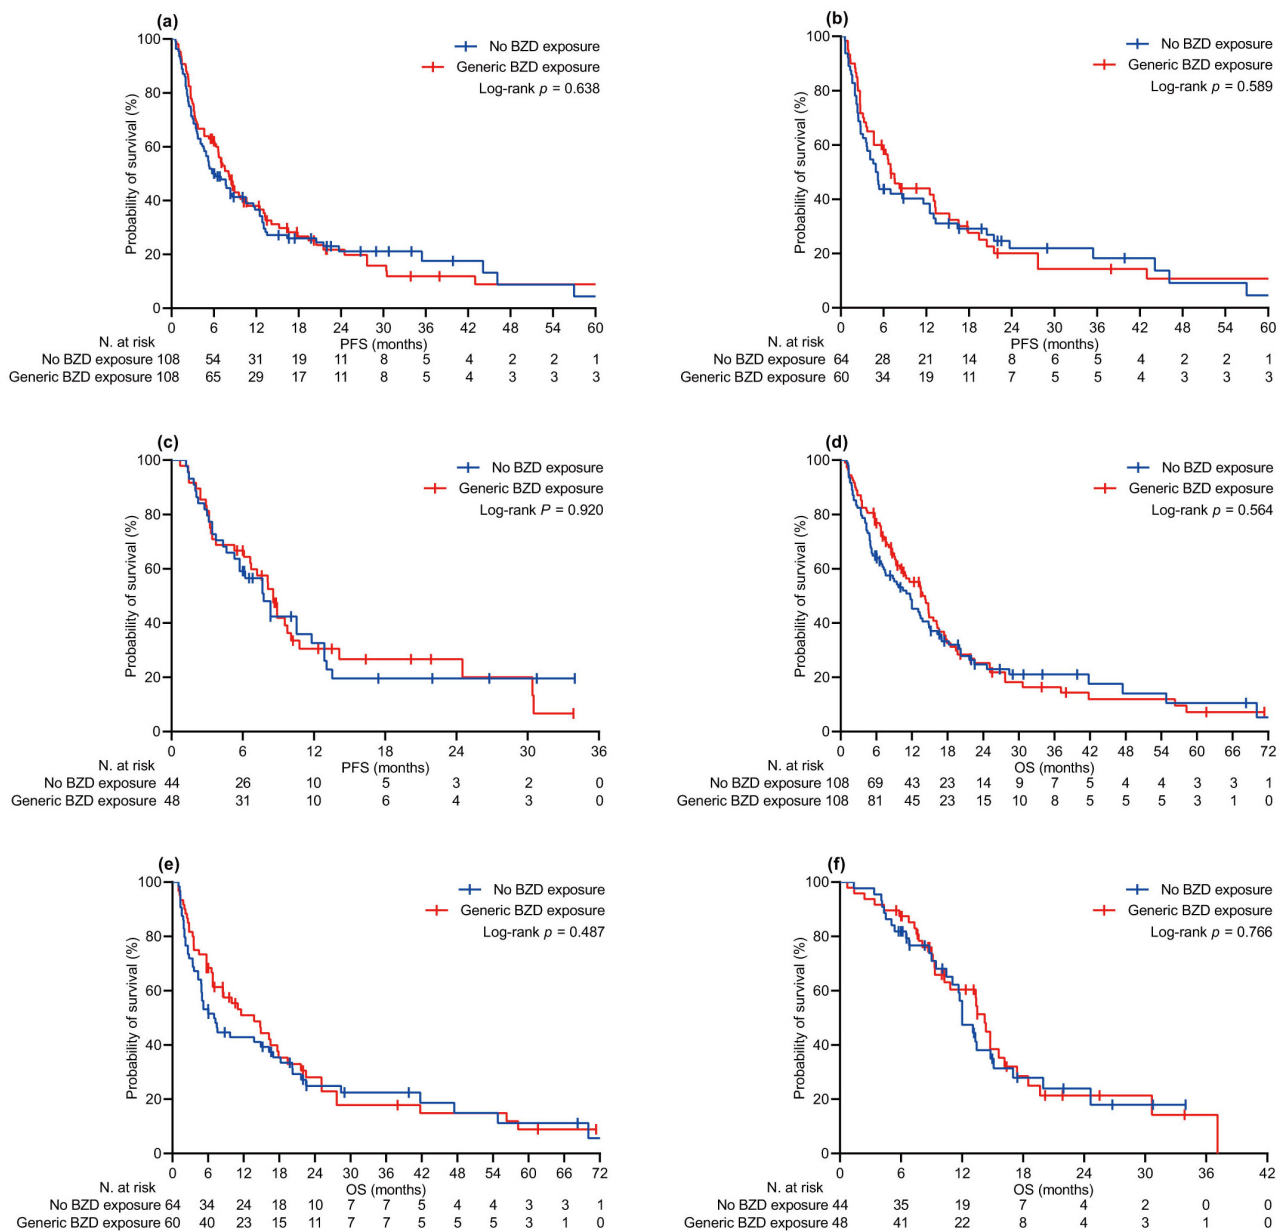 (a)
No BZD exposure
Generic BZD exposure
Log-rank p = 0.638
Probability of survival (%)
100
80
60
40
20
0
0 6 12 18 24 30 36 42 48 54 60
N. at risk
PFS (months)
No BZD exposure 108 54 31 19 11 8 5 4 2 2 1
Generic BZD exposure 108 65 29 17 11 8 5 4 3 3 3
(b)
No BZD exposure
Generic BZD exposure
Log-rank p = 0.589
Probability of survival (%)
100
80
60
40
20
0
0 6 12 18 24 30 36 42 48 54 60
N. at risk
PFS (months)
No BZD exposure 64 28 21 14 8 6 5 4 2 2 1
Generic BZD exposure 60 34 19 11 7 5 5 4 3 3 3
(c)
No BZD exposure
Generic BZD exposure
Log-rank P = 0.920
Probability of survival (%)
100
80
60
40
20
0
0 6 12 18 24 30 36
N. at risk
PFS (months)
No BZD exposure 44 26 10 5 3 2 0
Generic BZD exposure 48 31 10 6 4 3 0
(d)
No BZD exposure
Generic BZD exposure
Log-rank p = 0.564
Probability of survival (%)
100
80
60
40
20
0
0 6 12 18 24 30 36 42 48 54 60 66 72
N. at risk
OS (months)
No BZD exposure 108 69 43 23 14 9 7 5 4 4 3 3 1
Generic BZD exposure 108 81 45 23 15 10 8 5 5 5 3 1 0
(e)
No BZD exposure
Generic BZD exposure
Log-rank p = 0.487
Probability of survival (%)
100
80
60
40
20
0
0 6 12 18 24 30 36 42 48 54 60 66 72
N. at risk
OS (months)
No BZD exposure 64 34 24 18 10 7 7 5 4 4 3 3 1
Generic BZD exposure 60 40 23 15 11 7 7 5 5 5 3 1 0
(f)
No BZD exposure
Generic BZD exposure
Log-rank p = 0.766
Probability of survival (%)
100
80
60
40
20
0
0 6 12 18 24 30 36 42
N. at risk
OS (months)
No BZD exposure 44 35 19 7 4 2 0 0
Generic BZD exposure 48 41 22 8 4 3 0 0